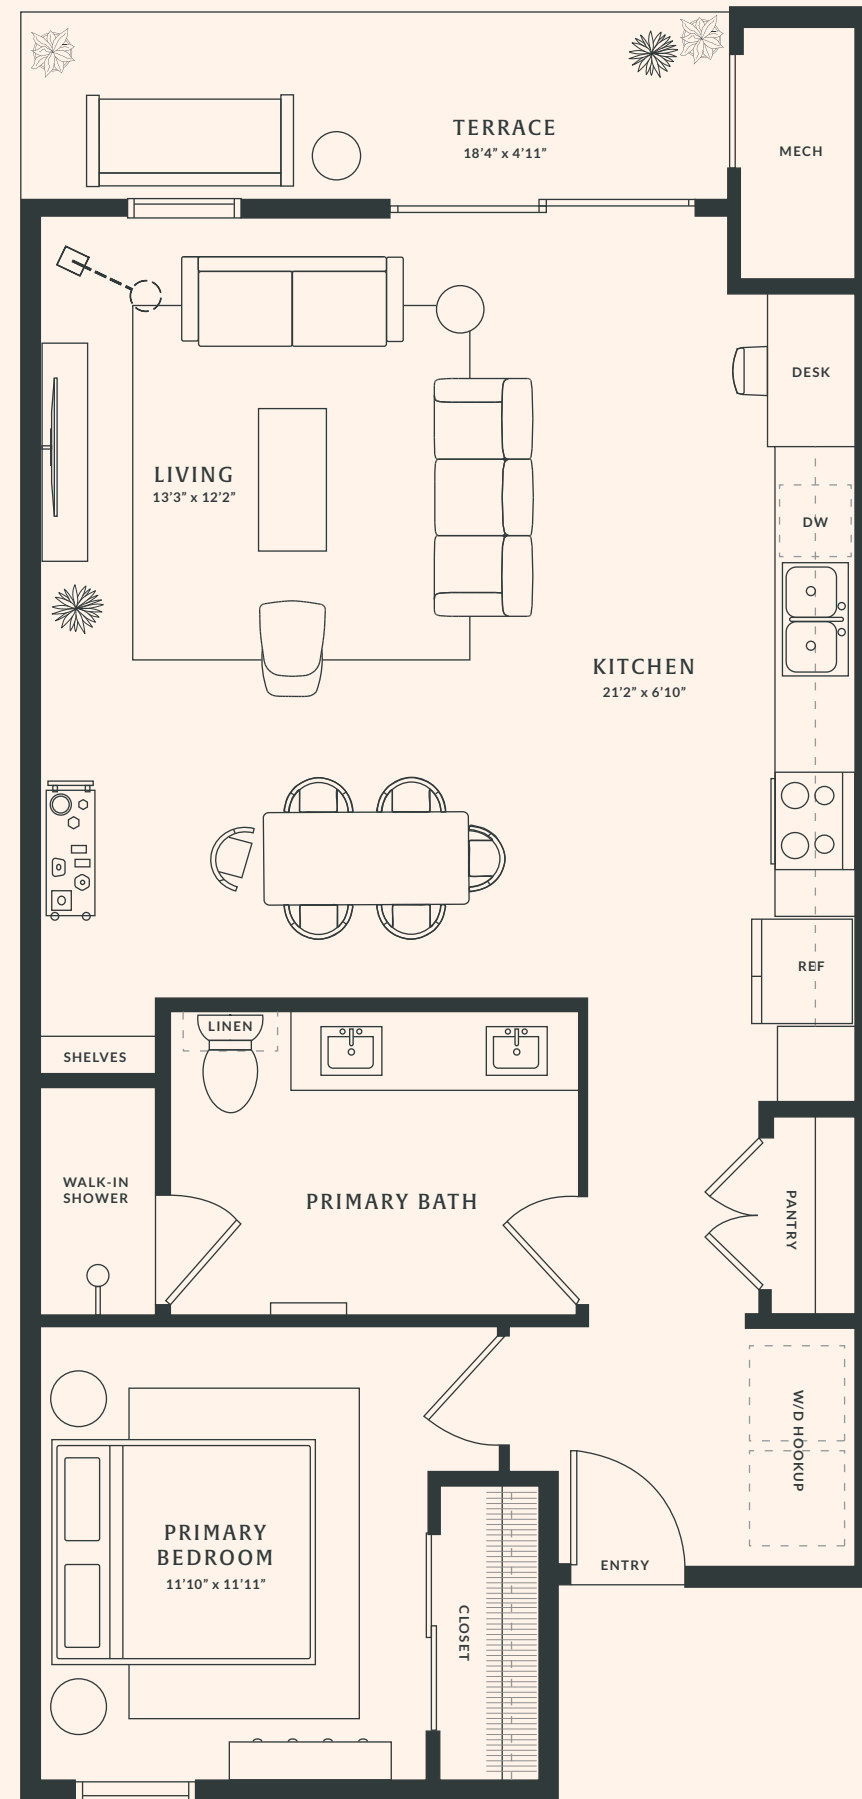 TERRACE
18’4” x 4’11”
MECH
DESK
LIVING
13’3” x 12’2”
DW
KITCHEN
21’2” x 6’10”
REF
LINEN
SHELVES
WALK-IN
SHOWER
PRIMARY BATH
PANTRY
W/D HOOKUP
PRIMARY
BEDROOM
11’10” x 11’11”
ENTRY
CLOSET